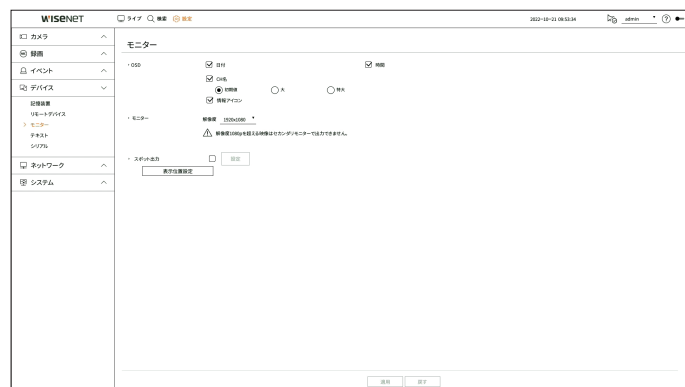 WISENET
ライブ 検索 設定
2022-10-21 09:53:34
admin
カメラ
録画
イベント
デバイス
記憶装置
リモートデバイス
モニター
テキスト
シリアル
ネットワーク
システム
モニター
・OSD
日付
時間
CH名
初期値 大 特大
情報アイコン
・モニター
解像度 1920x1080
解像度1080pを超える映像はセカンダリモニターで出力できません。
・スポット出力
設定
表示位置設定
適用 戻す